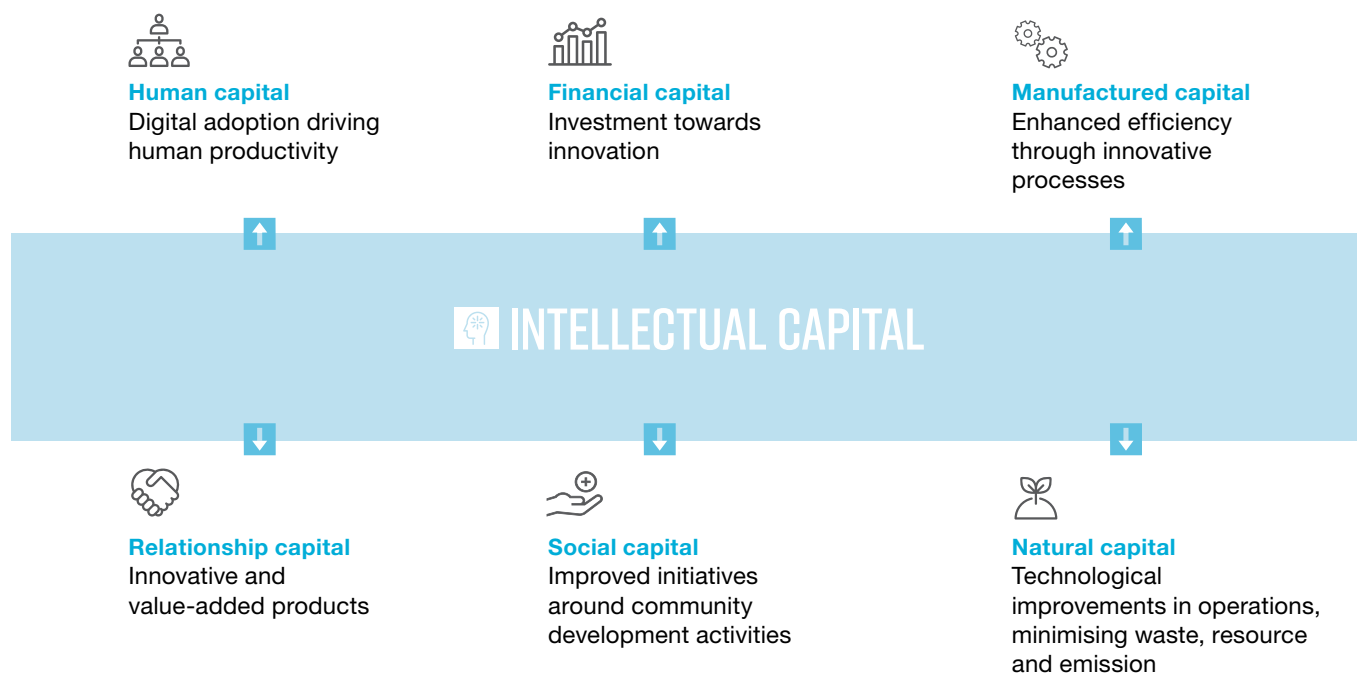 Human capital
Digital adoption driving
human productivity
Financial capital
Investment towards
innovation
Manufactured capital
Enhanced efficiency
through innovative
processes
INTELLECTUAL CAPITAL
Relationship capital
Innovative and
value-added products
Social capital
Improved initiatives
around community
development activities
Natural capital
Technological
improvements in operations,
minimising waste, resource
and emission